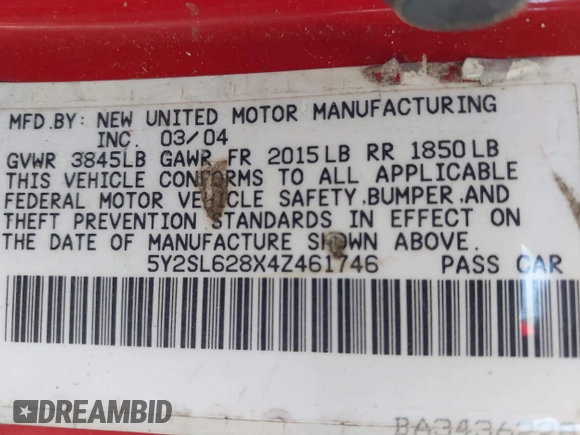 MFD.BY: NEW UNITED MOTOR MANUFACTURING
INC. 03/04
GVWR 3845LB GAWR FR 2015LB RR 1850LB
THIS VEHICLE CONFORMS TO ALL APPLICABLE
FEDERAL MOTOR VEHICLE SAFETY,BUMPER,AND
THEFT PREVENTION STANDARDS IN EFFECT ON
THE DATE OF MANUFACTURE SHOWN ABOVE.
5Y2SL628X4Z461746 PASS CAR
DREAMBID